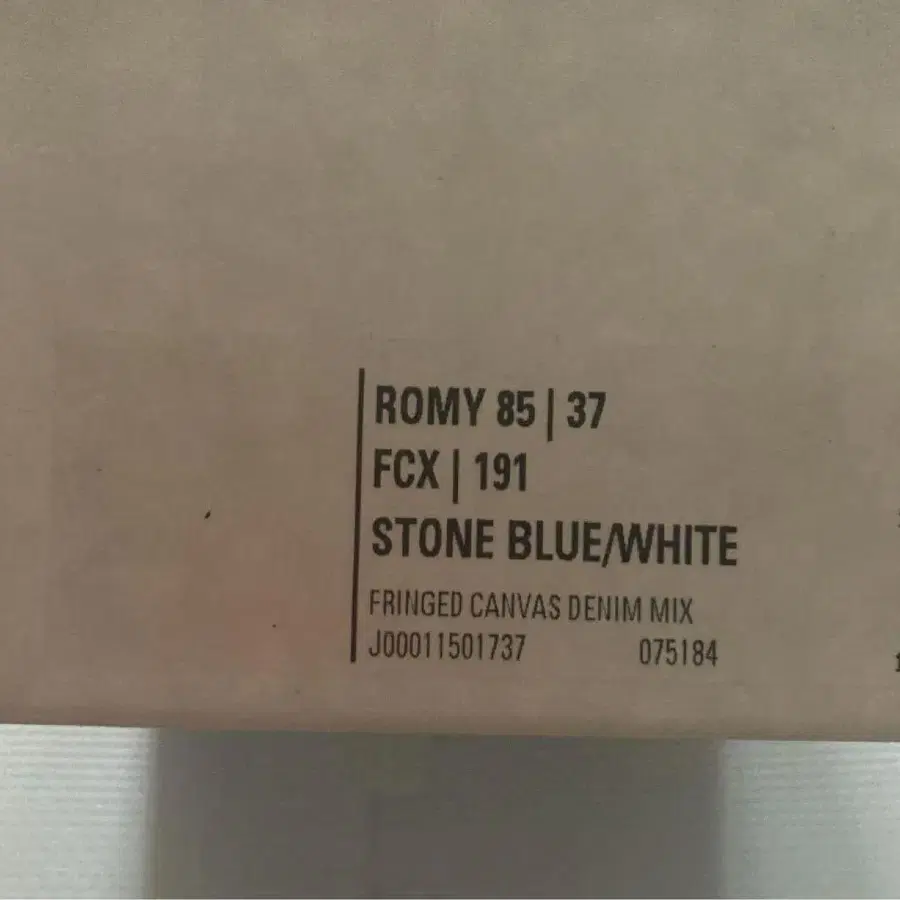 ROMY 85 | 37
FCX | 191
STONE BLUE/WHITE
FRINGED CANVAS DENIM MIX
J00011501737 075184